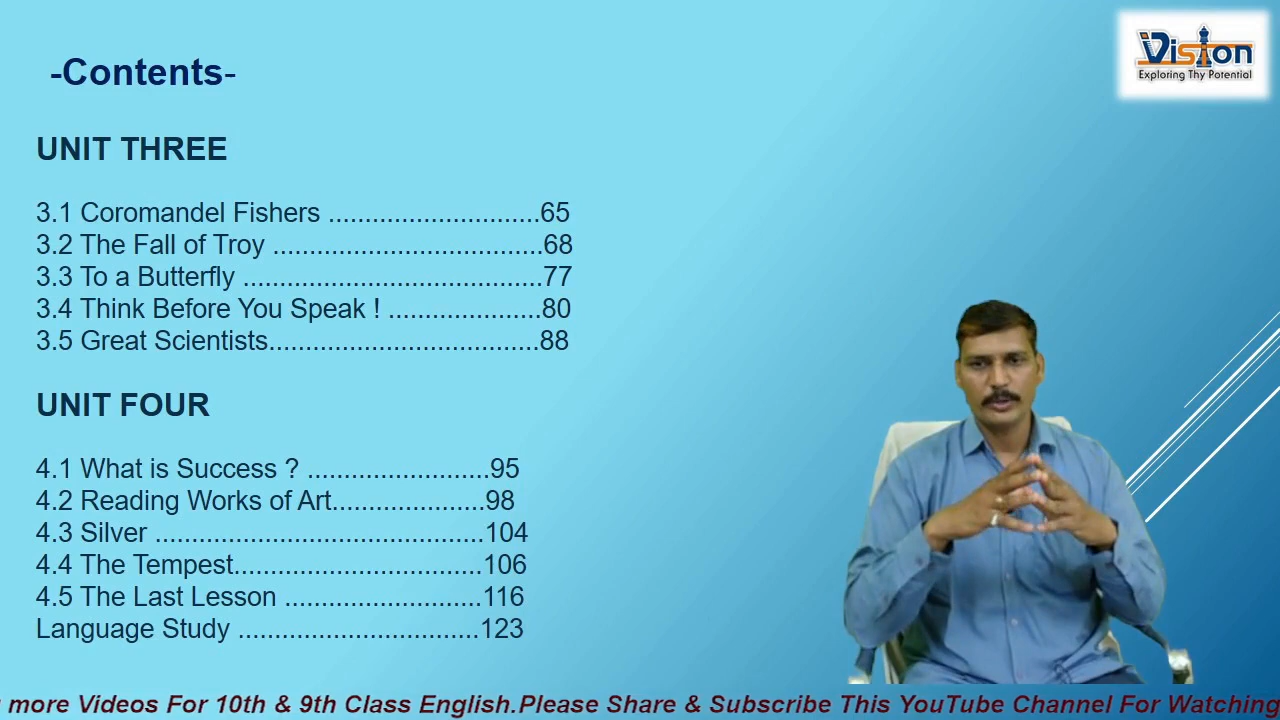 -Contents-
Vision
Exploring Thy Potential
UNIT THREE
3.1 Coromandel Fishers .............................65
3.2 The Fall of Troy .....................................68
3.3 To a Butterfly .........................................77
3.4 Think Before You Speak ! .....................80
3.5 Great Scientists.....................................88
UNIT FOUR
4.1 What is Success ? .........................95
4.2 Reading Works of Art.....................98
4.3 Silver .............................................104
4.4 The Tempest..................................106
4.5 The Last Lesson ...........................116
Language Study .................................123
more Videos For 10th & 9th Class English.Please Share & Subscribe This YouTube Channel For Watching